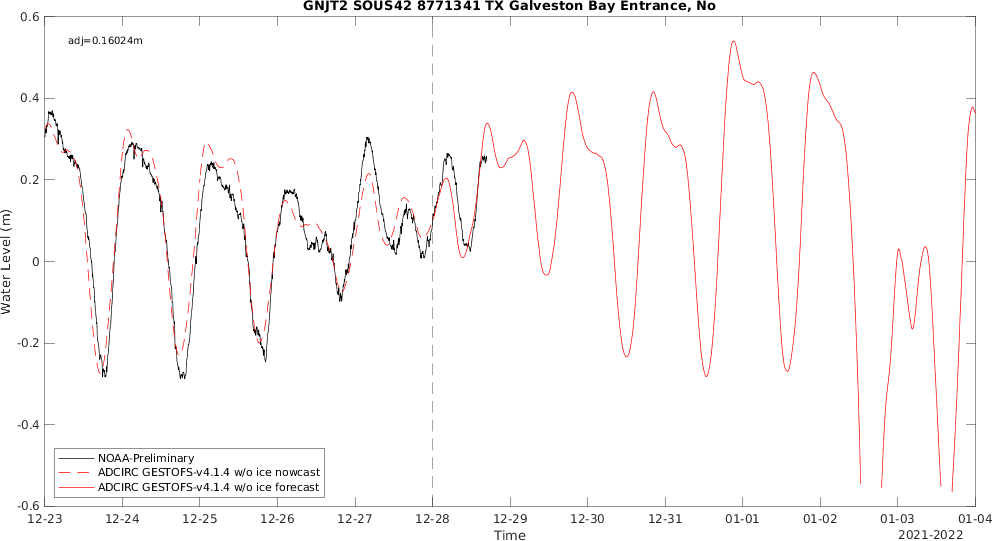 GNJT2 SOUS42 8771341 TX Galveston Bay Entrance, No
adj=0.16024m
0.6
0.4
0.2
0
-0.2
-0.4
-0.6
Water Level (m)
NOAA-Preliminary
ADCIRC GESTOFS-v4.1.4 w/o ice nowcast
ADCIRC GESTOFS-v4.1.4 w/o ice forecast
12-23 12-24 12-25 12-26 12-27 12-28 12-29 12-30 12-31 01-01 01-02 01-03 01-04
Time
2021-2022